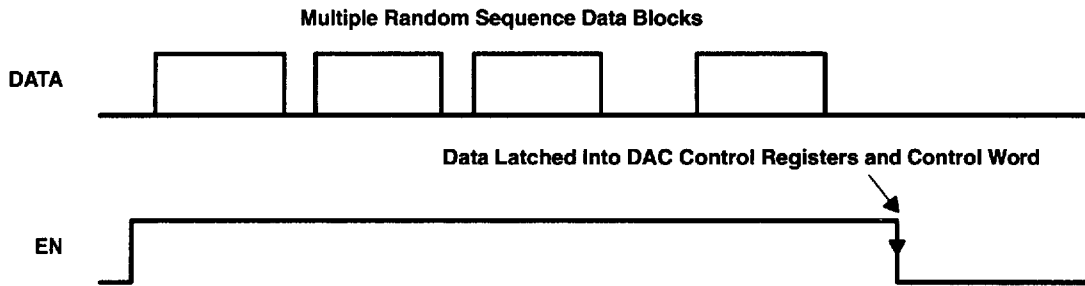 Multiple Random Sequence Data Blocks
DATA
Data Latched Into DAC Control Registers and Control Word
EN